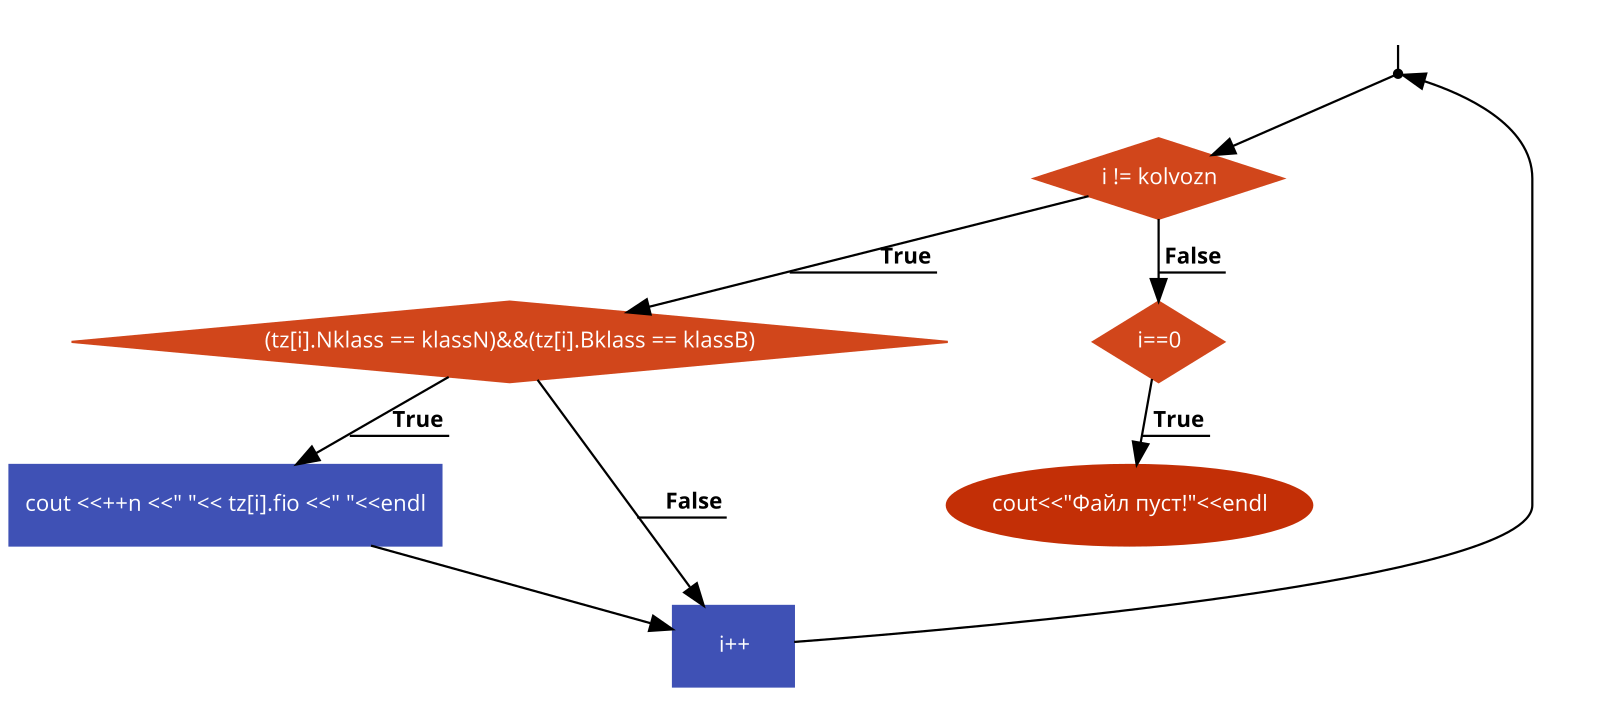 i != kolvozn
True
False
(tz[i].Nklass == klassN)&&(tz[i].Bklass == klassB)
i==0
True
True
False
cout <<++n <<" "<< tz[i].fio <<" "<<endl
cout<<"Файл пуст!"<<endl
i++